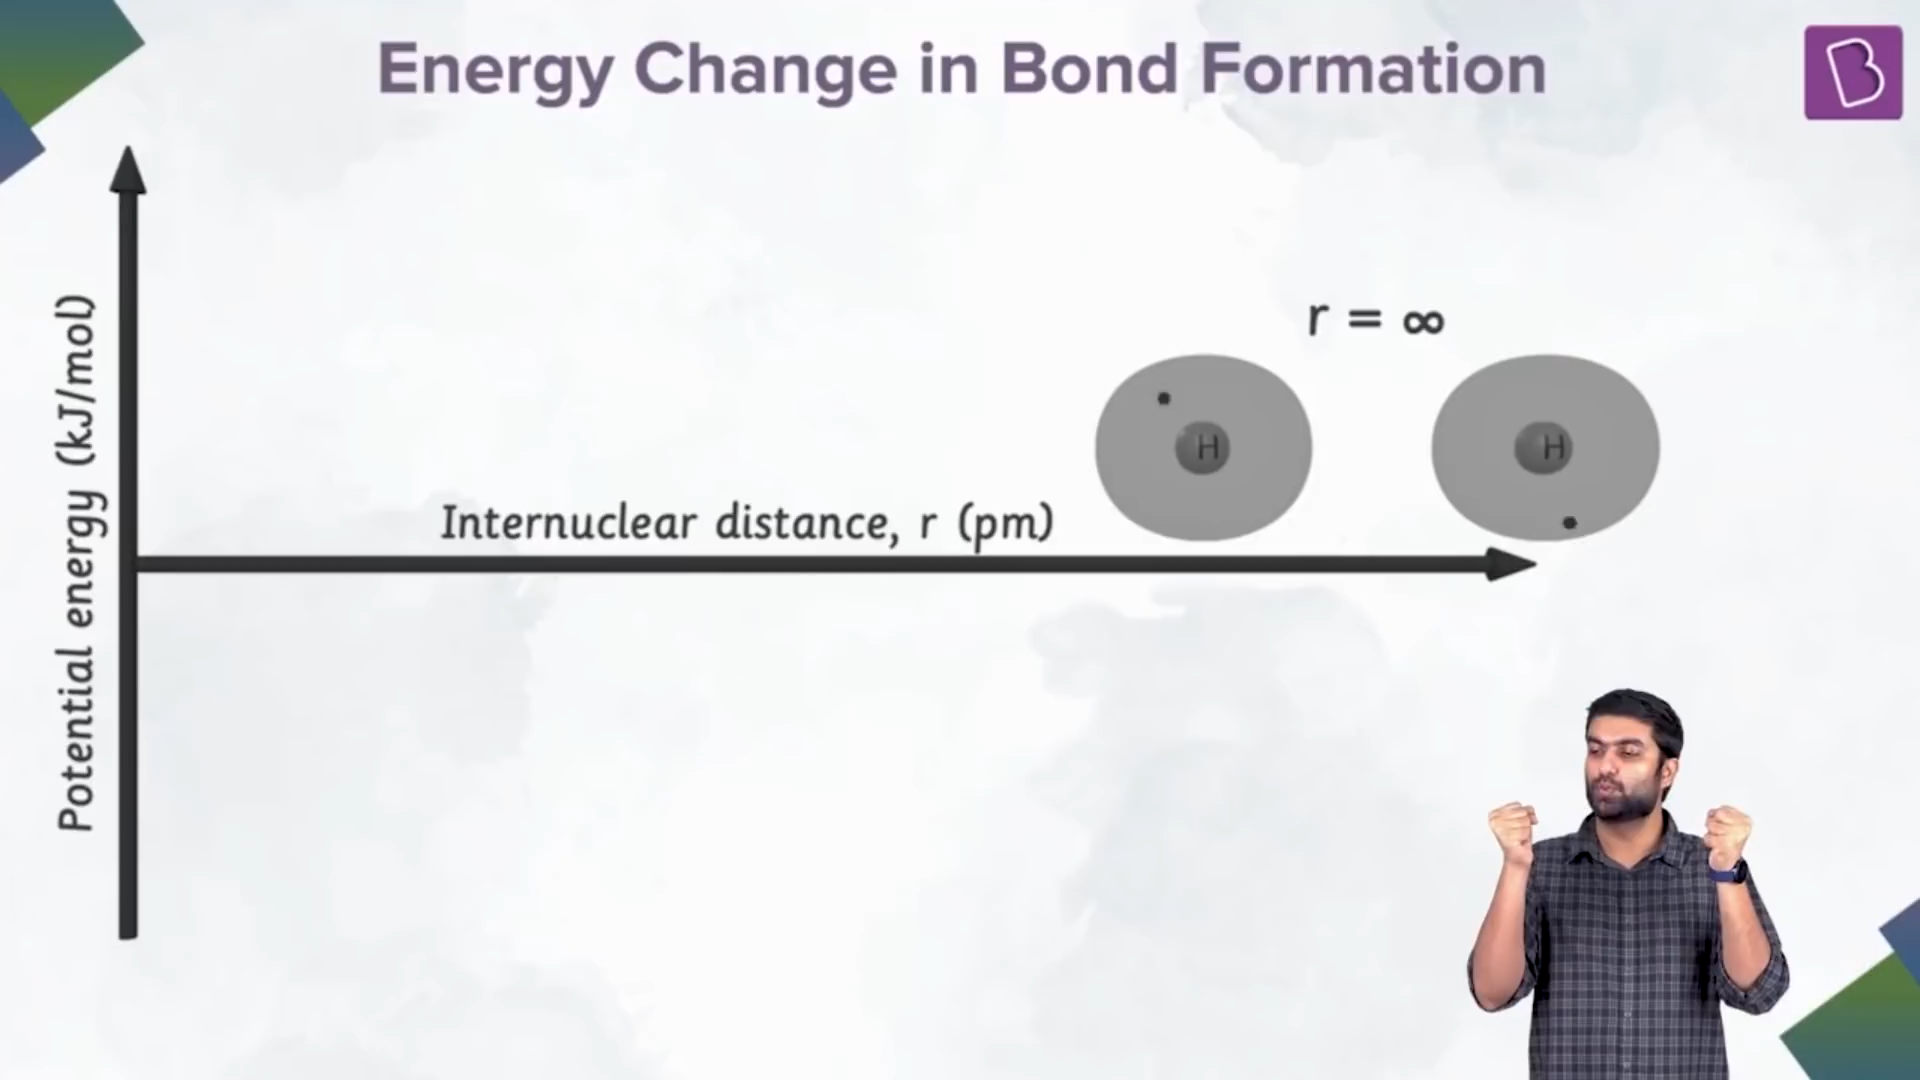 Energy Change in Bond Formation
B
Potential energy (kJ/mol)
r = ∞
H
H
Internuclear distance, r (pm)